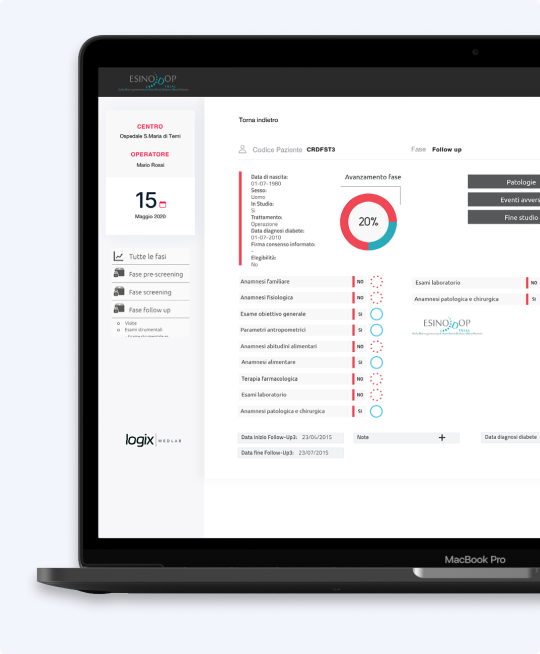 ESINO OP
TRIAL
CENTRO
Ospedale S.Maria di Terni
OPERATORE
Mario Rossi
15
Maggio 2020
Tutte le fasi
Fase pre-screening
Fase screening
Fase follow up
Visite
Esami strumentali
logix MEDLAB
Torna indietro
Codice Paziente CRDFST3
Fase Follow up
Data di nascita:
01-07-1980
Sesso:
Uomo
In Studio:
Si
Trattamento:
Operazione
Data diagnosi diabete:
01-07-2010
Firma consenso informato:
-
Elegibilità:
No
Avanzamento fase
20%
Patologie
Eventi avvers
Fine studio
Anamnesi familiare NO
Anamnesi fisiologica NO
Esame obiettivo generale SI
Parametri antropometrici SI
Anamnesi abitudini alimentari NO
Anamnesi alimentare SI
Terapia farmacologica NO
Esami laboratorio NO
Anamnesi patologica e chirurgica SI
Esami laboratorio NO
Anamnesi patologica e chirurgica SI
ESINO OP
TRIAL
Data inizio Follow-Up3: 23/04/2015
Note +
Data diagnosi diabete
Data fine Follow-Up3: 23/07/2015
MacBook Pro